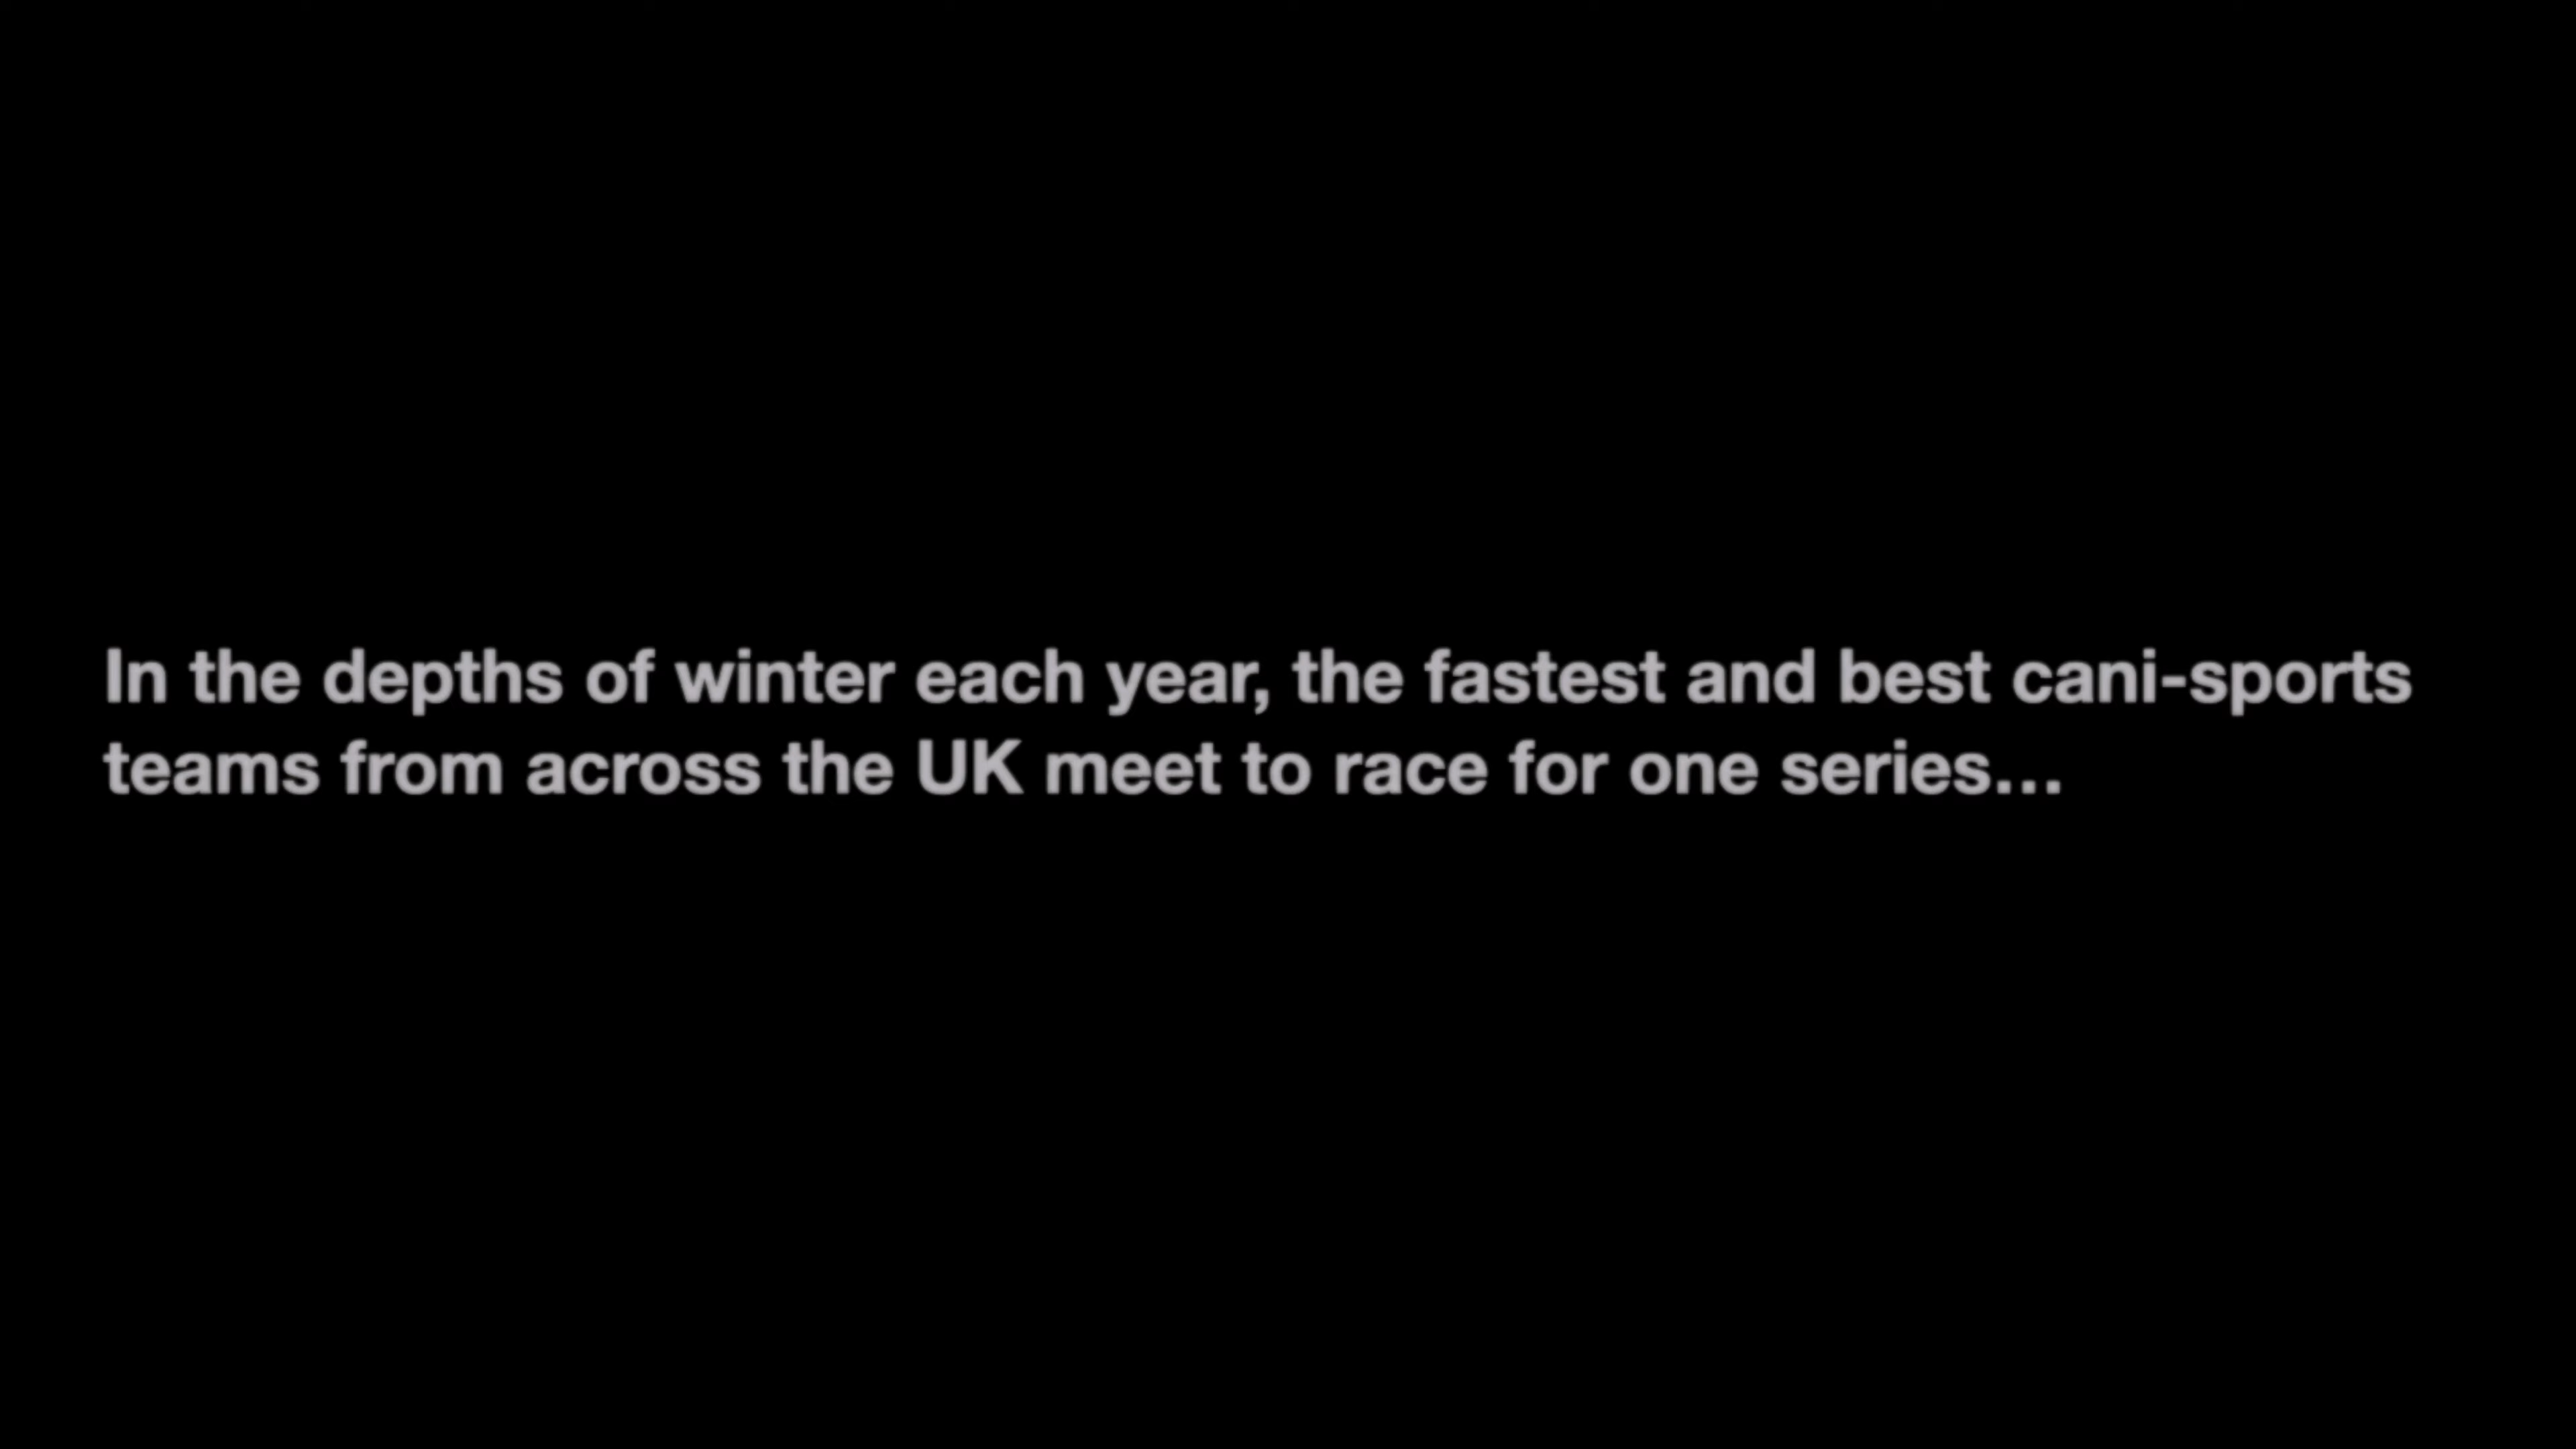 In the depths of winter each year, the fastest and best cani-sports
teams from across the UK meet to race for one series…